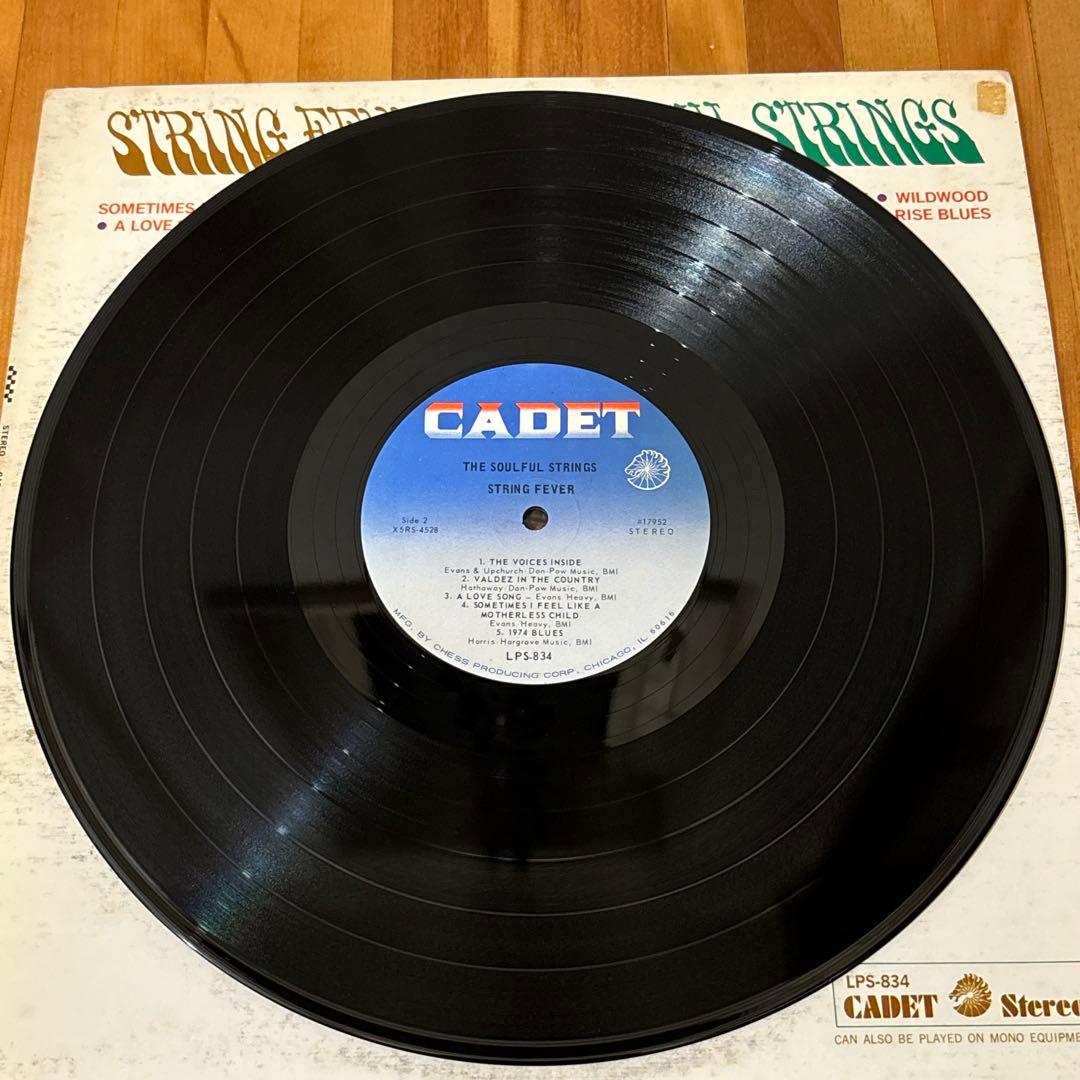 STRING STRINGS
SOMETIMES • WILDWOOD
• A LOVE RISE BLUES
STEREO
CADET
THE SOULFUL STRINGS
STRING FEVER
Side 2 #17952
X5RS-4528 STEREO
1. THE VOICES INSIDE
Evans & Upchurch-Don-Pow Music, BMI
2. VALDEZ IN THE COUNTRY
Hathaway-Don-Pow Music, BMI
3. A LOVE SONG – Evans-Heavy, BMI
4. SOMETIMES I FEEL LIKE A
MOTHERLESS CHILD
Evans-Heavy, BMI
5. 1974 BLUES
Harris-Hargrove Music, BMI
LPS-834
MFG. BY CHESS PRODUCING CORP., CHICAGO, IL 60616
LPS-834
CADET Stereo
CAN ALSO BE PLAYED ON MONO EQUIPME